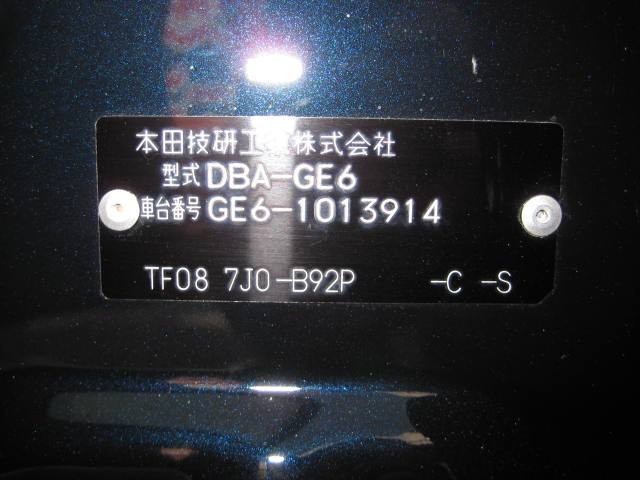 本田技研工業株式会社
型式 DBA-GE6
車台番号 GE6-1013914
TF08 7J0-B92P -C -S